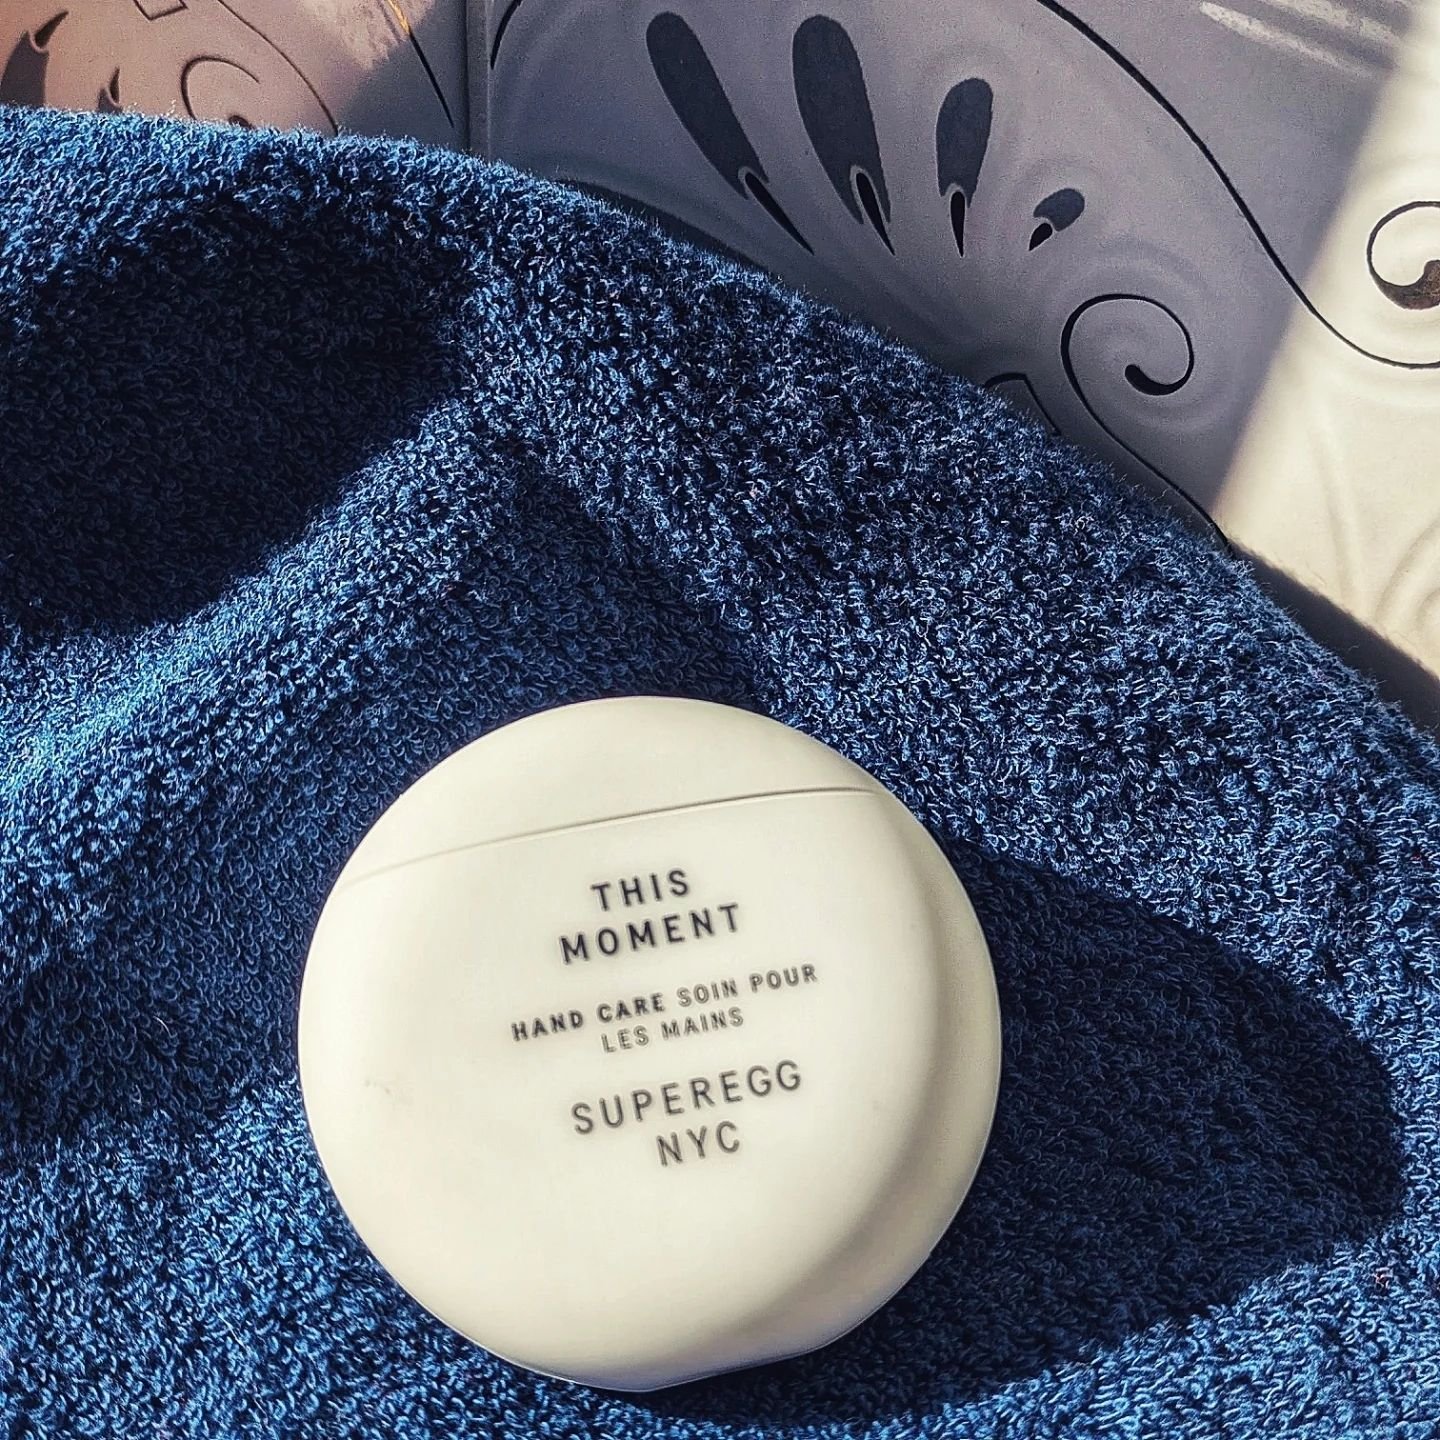 THIS
MOMENT
HAND CARE SOIN POUR
LES MAINS
SUPEREGG
NYC